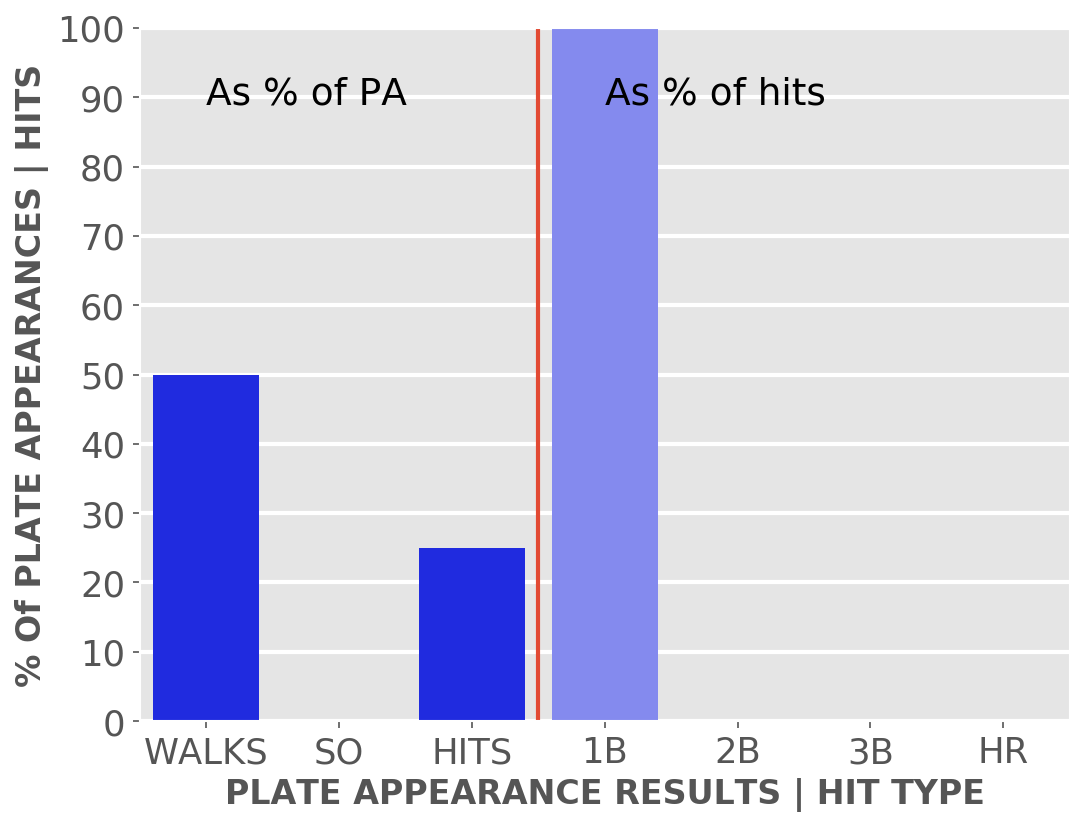 % Of PLATE APPEARANCES | HITS
100
90
80
70
60
50
40
30
20
10
0
As % of PA
As % of hits
WALKS SO HITS 1B 2B 3B HR
PLATE APPEARANCE RESULTS | HIT TYPE